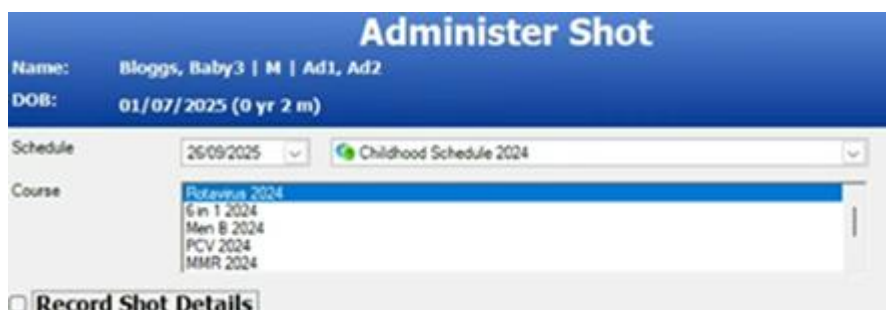 Administer Shot
Name: Bloggs, Baby3 | M | Ad1, Ad2
DOB: 01/07/2025 (0 yr 2 m)
Schedule 26/09/2025 Childhood Schedule 2024
Course Rotavirus 2024
6 in 1 2024
Men B 2024
PCV 2024
MMR 2024
Record Shot Details